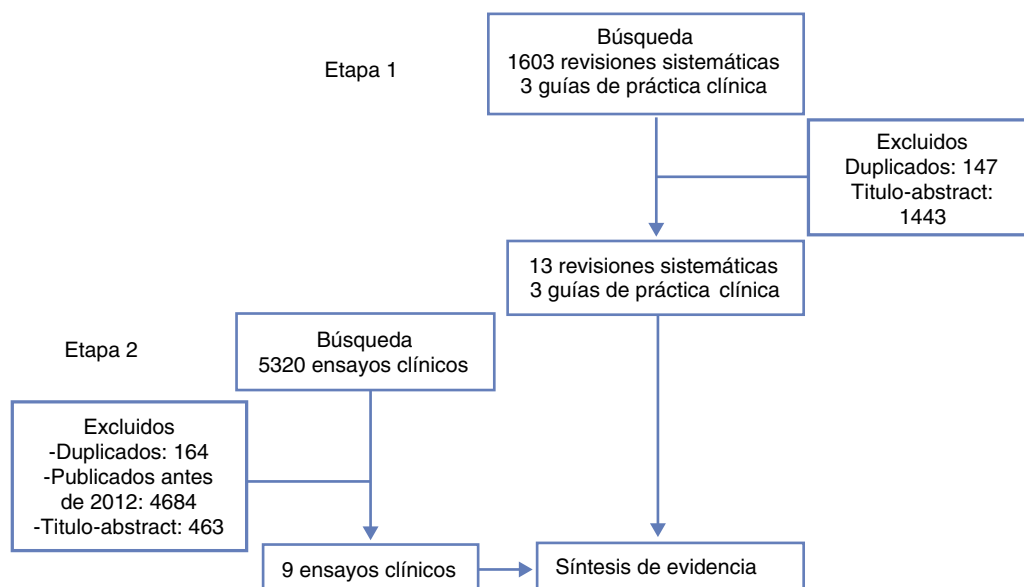 Etapa 1
Búsqueda
1603 revisiones sistemáticas
3 guías de práctica clínica
Excluidos
Duplicados: 147
Titulo-abstract:
1443
13 revisiones sistemáticas
3 guías de práctica clínica
Etapa 2
Búsqueda
5320 ensayos clínicos
Excluidos
-Duplicados: 164
-Publicados antes
de 2012: 4684
-Titulo-abstract: 463
9 ensayos clínicos
Síntesis de evidencia